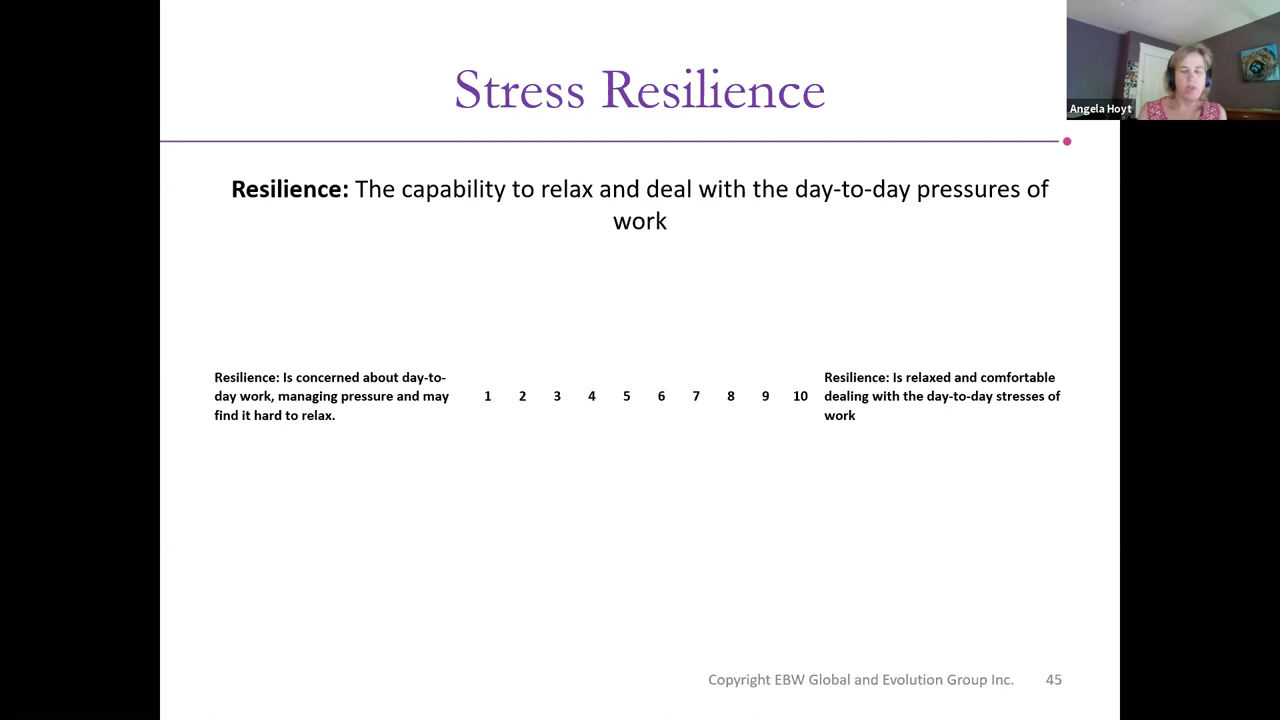 Stress Resilience
Angela Hoyt
Resilience: The capability to relax and deal with the day-to-day pressures of
work
Resilience: Is concerned about day-to-
day work, managing pressure and may
find it hard to relax.
1 2 3 4 5 6 7 8 9 10
Resilience: Is relaxed and comfortable
dealing with the day-to-day stresses of
work
Copyright EBW Global and Evolution Group Inc. 45